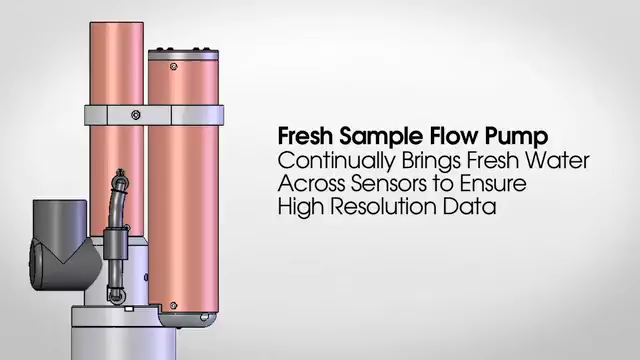 Fresh Sample Flow Pump
Continually Brings Fresh Water
Across Sensors to Ensure
High Resolution Data